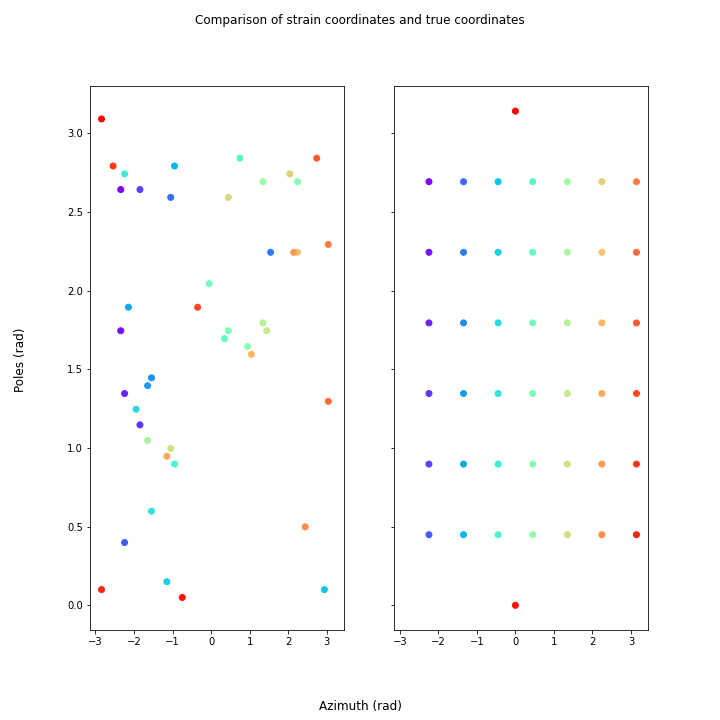 Comparison of strain coordinates and true coordinates
Poles (rad)
3.0
2.5
2.0
1.5
1.0
0.5
0.0
−3 −2 −1 0 1 2 3
−3 −2 −1 0 1 2 3
Azimuth (rad)